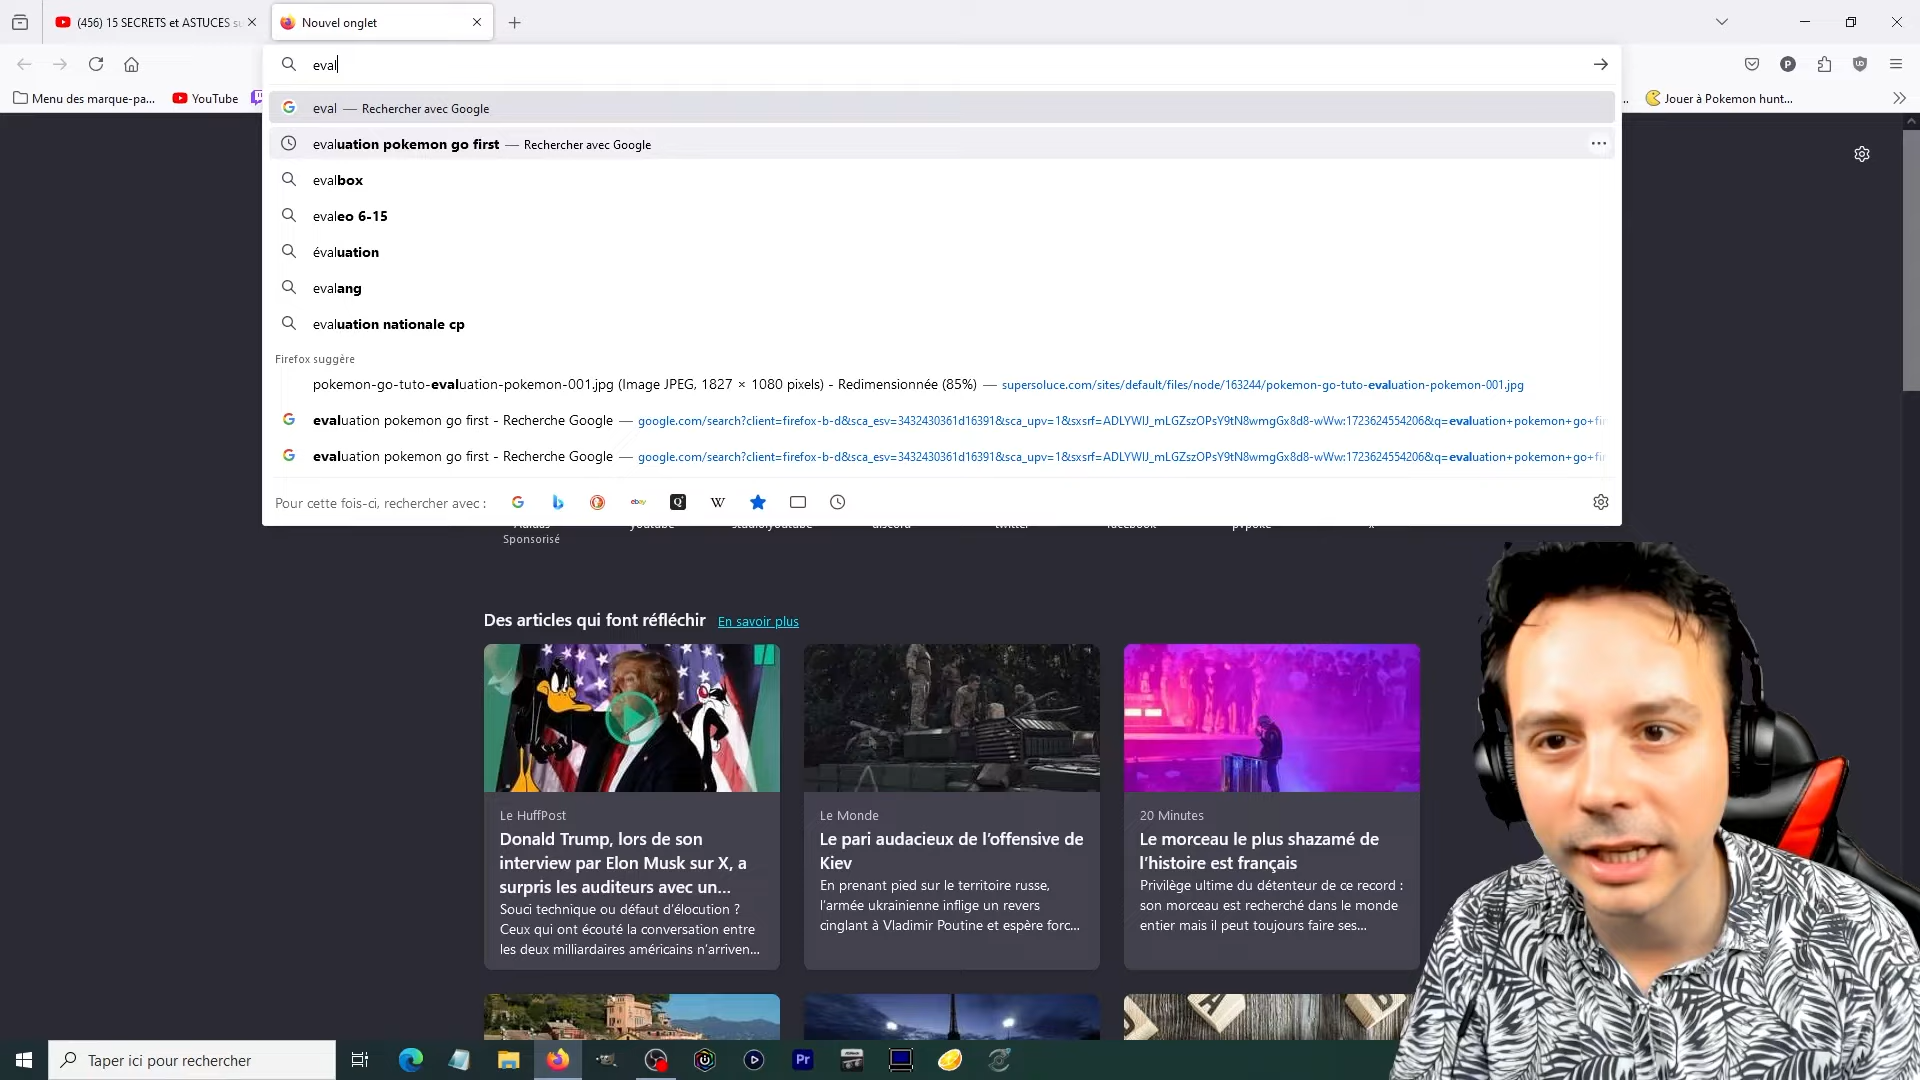 (456) 15 SECRETS et ASTUCES su
Nouvel onglet
eval
Menu des marque-pa...
YouTube
Jouer à Pokemon hunt...
eval — Rechercher avec Google
evaluation pokemon go first — Rechercher avec Google
evalbox
evaleo 6-15
évaluation
evalang
evaluation nationale cp
Firefox suggère
pokemon-go-tuto-evaluation-pokemon-001.jpg (Image JPEG, 1827 × 1080 pixels) - Redimensionnée (85%) — supersoluce.com/sites/default/files/node/163244/pokemon-go-tuto-evaluation-pokemon-001.jpg
evaluation pokemon go first - Recherche Google — google.com/search?client=firefox-b-d&sca_esv=3432430361d16391&sca_upv=1&sxsrf=ADLYWIJ_mLGZszOPsY9tN8wmgGx8d8-wWw:1723624554206&q=evaluation+pokemon+go+fir
evaluation pokemon go first - Recherche Google — google.com/search?client=firefox-b-d&sca_esv=3432430361d16391&sca_upv=1&sxsrf=ADLYWIJ_mLGZszOPsY9tN8wmgGx8d8-wWw:1723624554206&q=evaluation+pokemon+go+fir
Pour cette fois-ci, rechercher avec :
youtube
studio.youtube
discord
twitter
facebook
pvpoke
x
Sponsorisé
Des articles qui font réfléchir En savoir plus
Le HuffPost
Donald Trump, lors de son
interview par Elon Musk sur X, a
surpris les auditeurs avec un...
Souci technique ou défaut d'élocution ?
Ceux qui ont écouté la conversation entre
les deux milliardaires américains n'arriven...
Le Monde
Le pari audacieux de l'offensive de
Kiev
En prenant pied sur le territoire russe,
l'armée ukrainienne inflige un revers
cinglant à Vladimir Poutine et espère forc...
20 Minutes
Le morceau le plus shazamé de
l'histoire est français
Privilège ultime du détenteur de ce record :
son morceau est recherché dans le monde
entier mais il peut toujours faire ses...
Taper ici pour rechercher
Pr